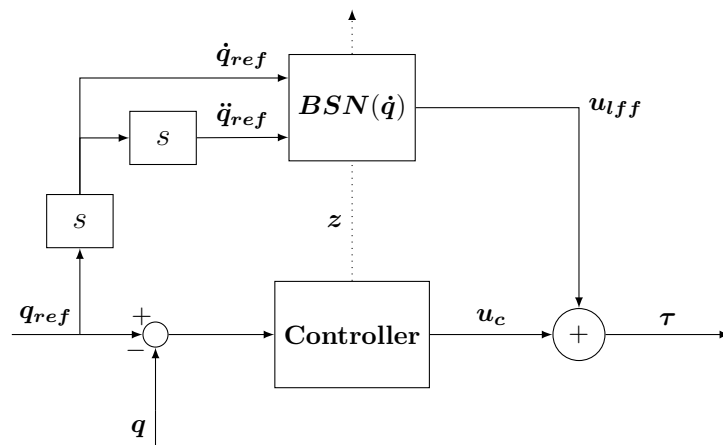 q̇_ref
BSN(q̇)
u_lff
s
q̈_ref
s
z
q_ref
+
−
Controller
u_c
+
τ
q